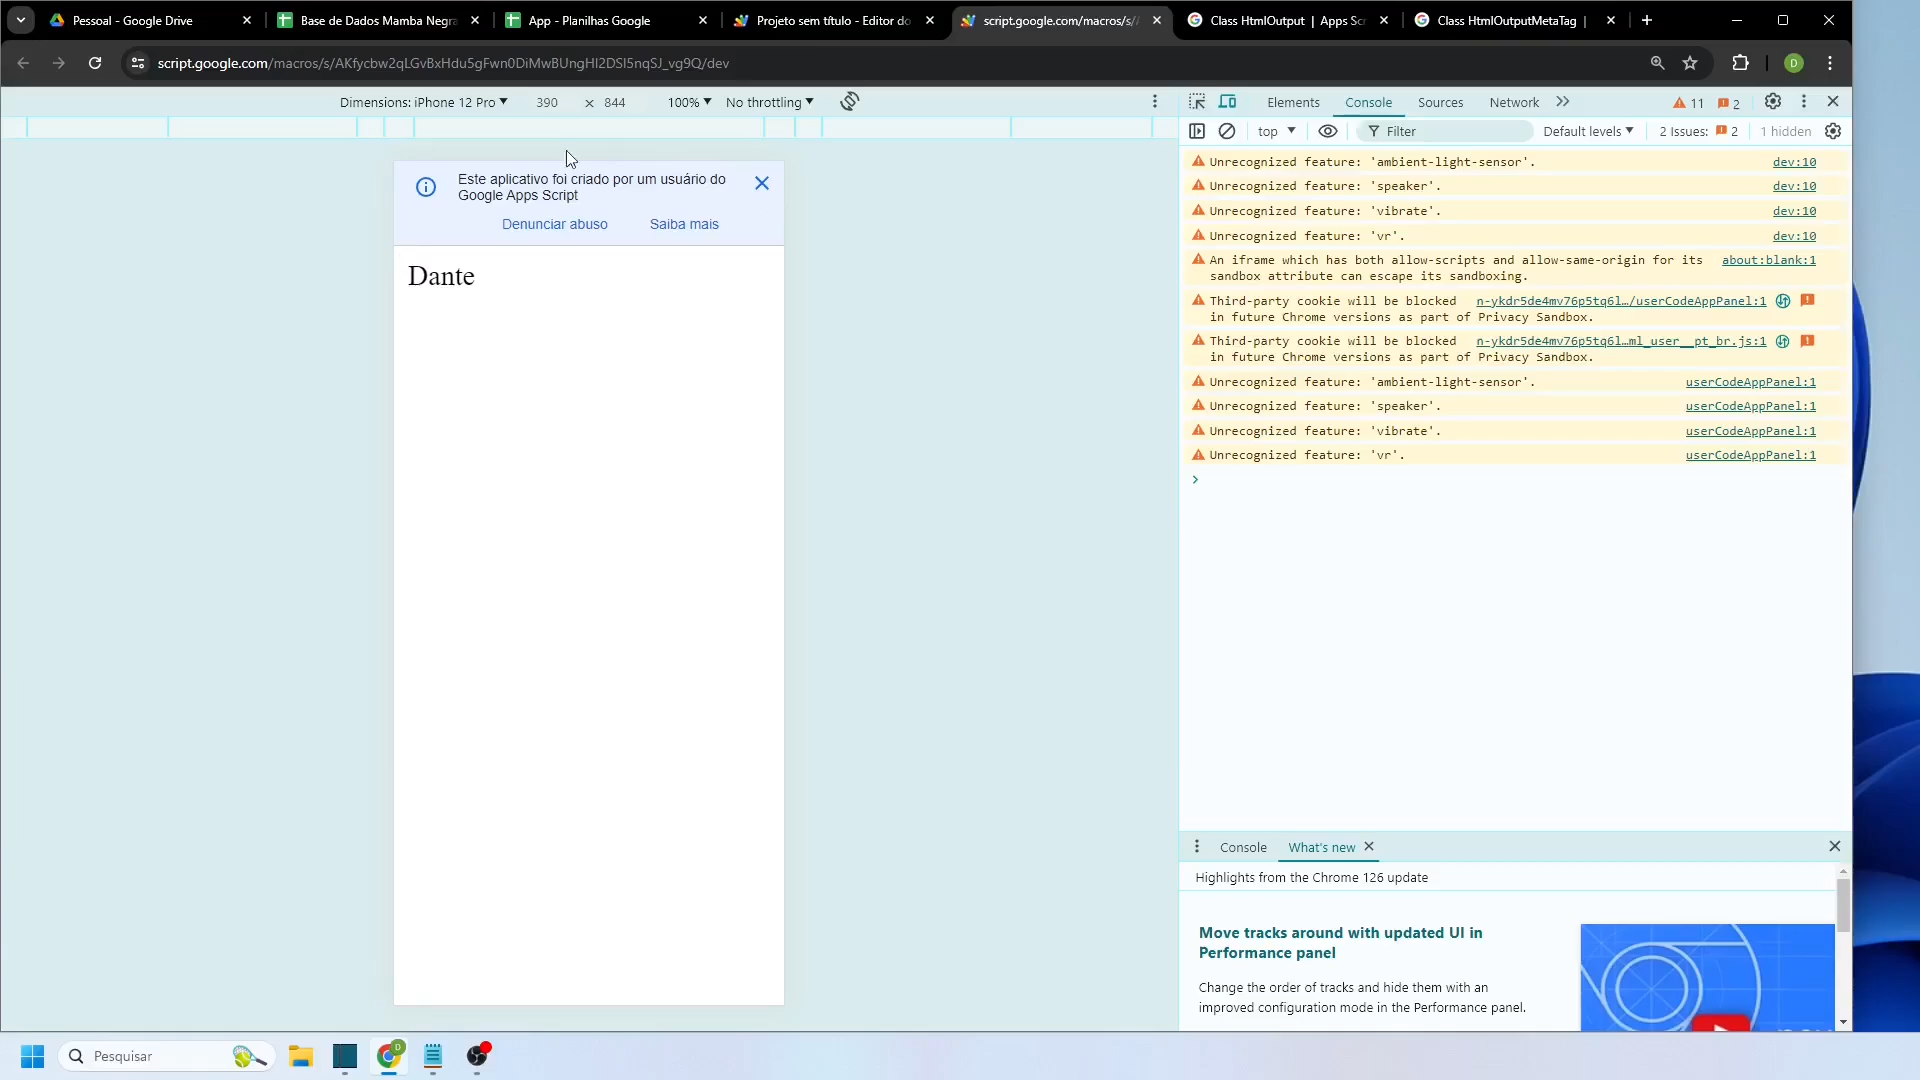 Pessoal - Google Drive
Base de Dados Mamba Negra
App - Planilhas Google
Projeto sem título - Editor do
script.google.com/macros/s/A
Class HtmlOutput | Apps Sc
Class HtmlOutputMetaTag |
script.google.com/macros/s/AKfycbw2qLGvBxHdu5gFwn0DiMwBUngHI2DSI5nqSJ_vg9Q/dev
D
Dimensions: iPhone 12 Pro 390 × 844 100% No throttling
Elements Console Sources Network 11 2
top Filter Default levels 2 Issues: 2 1 hidden
Este aplicativo foi criado por um usuário do
Google Apps Script
Denunciar abuso Saiba mais
Dante
Unrecognized feature: 'ambient-light-sensor'. dev:10
Unrecognized feature: 'speaker'. dev:10
Unrecognized feature: 'vibrate'. dev:10
Unrecognized feature: 'vr'. dev:10
An iframe which has both allow-scripts and allow-same-origin for its about:blank:1
sandbox attribute can escape its sandboxing.
Third-party cookie will be blocked n-ykdr5de4mv76p5tq6l…/userCodeAppPanel:1
in future Chrome versions as part of Privacy Sandbox.
Third-party cookie will be blocked n-ykdr5de4mv76p5tq6l…ml_user__pt_br.js:1
in future Chrome versions as part of Privacy Sandbox.
Unrecognized feature: 'ambient-light-sensor'. userCodeAppPanel:1
Unrecognized feature: 'speaker'. userCodeAppPanel:1
Unrecognized feature: 'vibrate'. userCodeAppPanel:1
Unrecognized feature: 'vr'. userCodeAppPanel:1
Console What's new
Highlights from the Chrome 126 update
Move tracks around with updated UI in
Performance panel
Change the order of tracks and hide them with an
improved configuration mode in the Performance panel.
Pesquisar
D